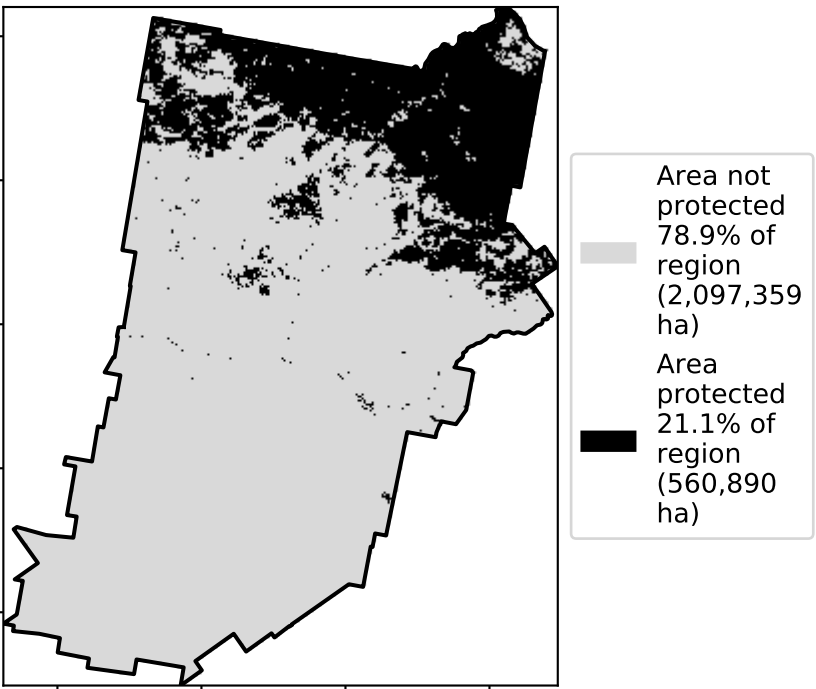 Area not
protected
78.9% of
region
(2,097,359
ha)
Area
protected
21.1% of
region
(560,890
ha)